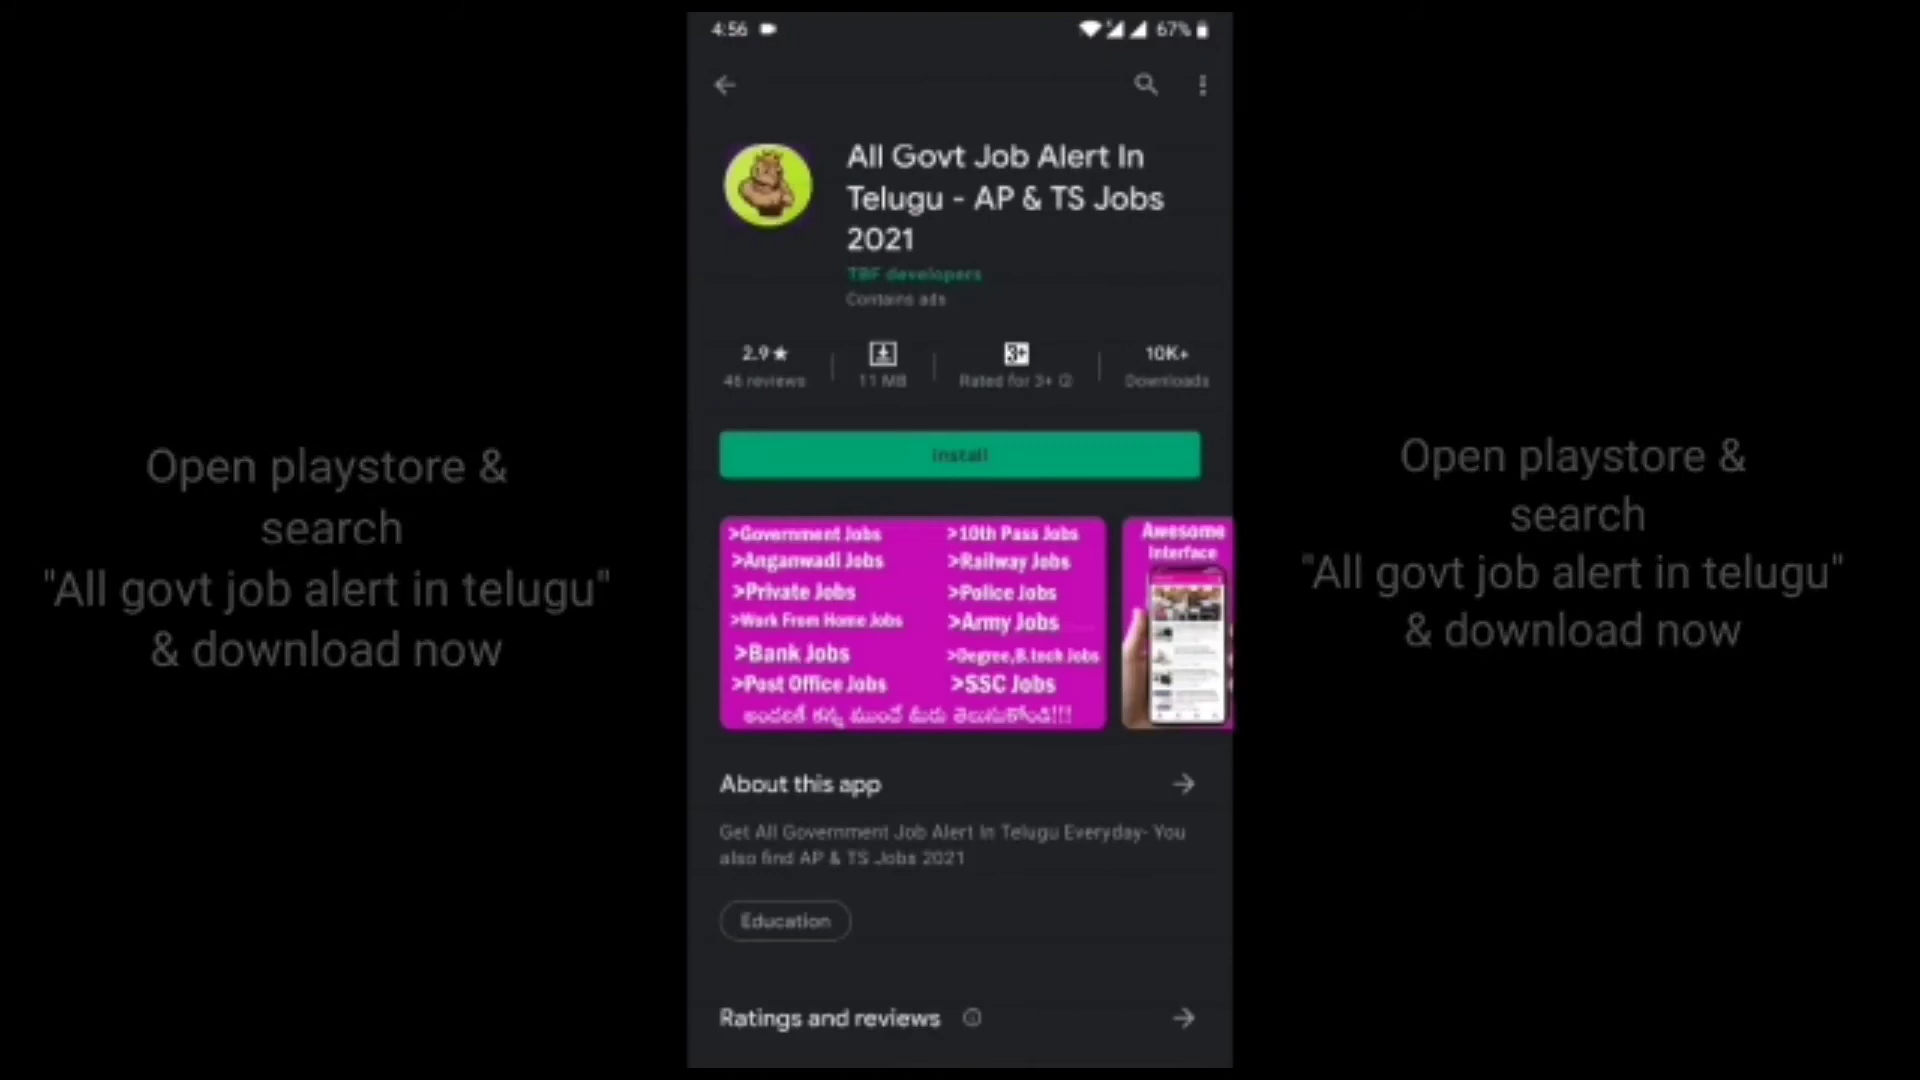 4:56
67%
All Govt Job Alert In
Telugu - AP & TS Jobs
2021
TBF developers
Contains ads
2.9★
3+
10K+
46 reviews
11 MB
Rated for 3+
Downloads
Install
>Government Jobs
>10th Pass Jobs
>Anganwadi Jobs
>Railway Jobs
>Private Jobs
>Police Jobs
>Work From Home Jobs
>Army Jobs
>Bank Jobs
>Degree,B.tech Jobs
>Post Office Jobs
>SSC Jobs
అందరికీ కన్న ముందే మీరు తెలుసుకోండి!!!
Awesome
Interface
About this app
Get All Government Job Alert In Telugu Everyday- You
also find AP & TS Jobs 2021
Education
Ratings and reviews
Open playstore &
search
"All govt job alert in telugu"
& download now
Open playstore &
search
"All govt job alert in telugu"
& download now